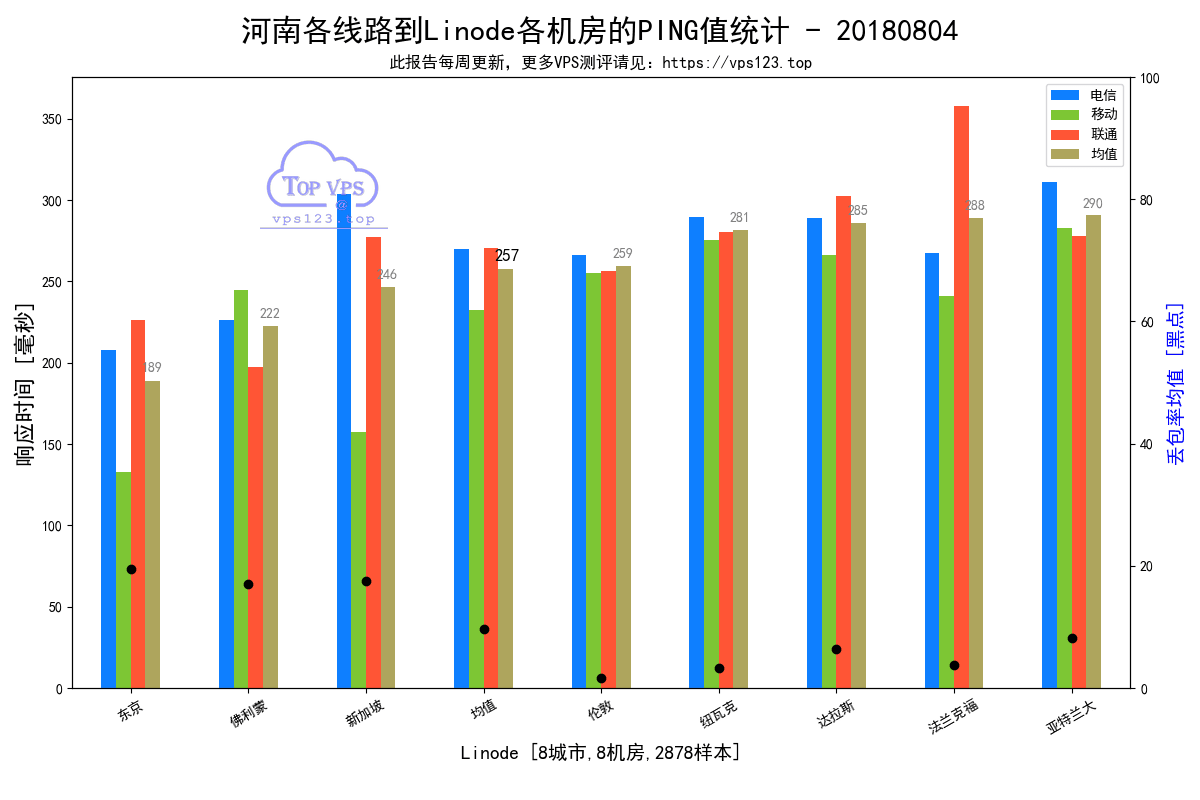 河南各线路到Linode各机房的PING值统计 - 20180804
此报告每周更新，更多VPS测评请见：https://vps123.top
电信
移动
联通
均值
TOP VPS
@
vps123.top
响应时间 [毫秒]
350
300
250
200
150
100
50
0
189
222
246
257
259
281
285
288
290
100
80
60
40
20
0
丢包率均值 [黑点]
东京
佛利蒙
新加坡
均值
伦敦
纽瓦克
达拉斯
法兰克福
亚特兰大
Linode [8城市,8机房,2878样本]